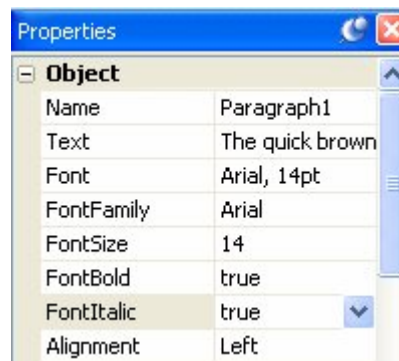 Properties
Object
Name Paragraph1
Text The quick brown
Font Arial, 14pt
FontFamily Arial
FontSize 14
FontBold true
FontItalic true
Alignment Left